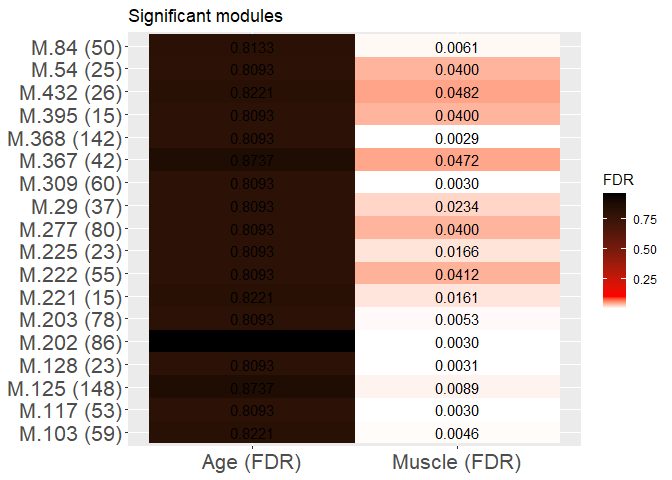 Significant modules
M.84 (50) 0.8133 0.0061
M.54 (25) 0.8093 0.0400
M.432 (26) 0.8221 0.0482
M.395 (15) 0.8093 0.0400
M.368 (142) 0.8093 0.0029
M.367 (42) 0.8737 0.0472
M.309 (60) 0.8093 0.0030
M.29 (37) 0.8093 0.0234
M.277 (80) 0.8093 0.0400
M.225 (23) 0.8093 0.0166
M.222 (55) 0.8093 0.0412
M.221 (15) 0.8221 0.0161
M.203 (78) 0.8093 0.0053
M.202 (86) 0.0030
M.128 (23) 0.8093 0.0031
M.125 (148) 0.8737 0.0089
M.117 (53) 0.8093 0.0030
M.103 (59) 0.8221 0.0046
Age (FDR) Muscle (FDR)
FDR
0.75
0.50
0.25